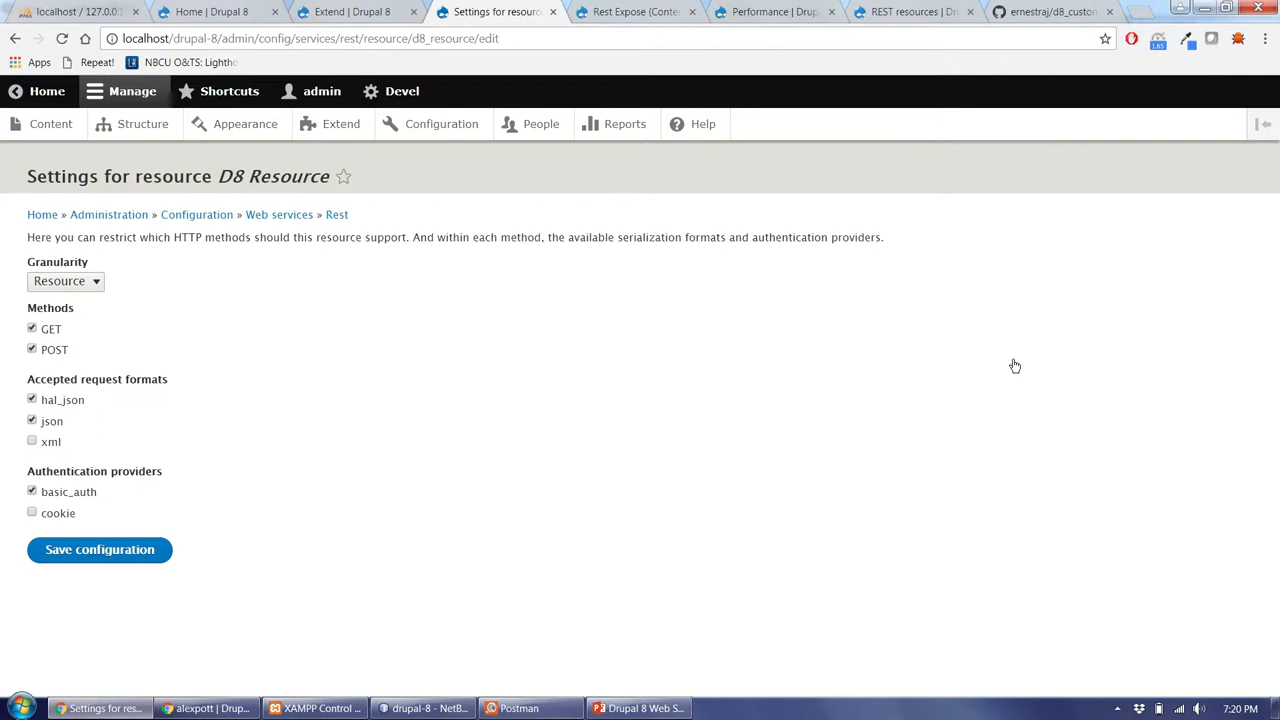 localhost / 127.0.0.1
Home | Drupal 8
Extend | Drupal 8
Settings for resour
Rest Expose (Conte
Performance | Drup
REST resources | D
ernestraj/d8_custom
localhost/drupal-8/admin/config/services/rest/resource/d8_resource/edit
1.65
Apps
Repeat!
NBCU O&TS: Lightho
Home
Manage
Shortcuts
admin
Devel
Content
Structure
Appearance
Extend
Configuration
People
Reports
Help
Settings for resource D8 Resource
Home » Administration » Configuration » Web services » Rest
Here you can restrict which HTTP methods should this resource support. And within each method, the available serialization formats and authentication providers.
Granularity
Resource
Methods
GET
POST
Accepted request formats
hal_json
json
xml
Authentication providers
basic_auth
cookie
Save configuration
Settings for res...
alexpott | Drup...
XAMPP Control ...
drupal-8 - NetB...
Postman
Drupal 8 Web S...
7:20 PM